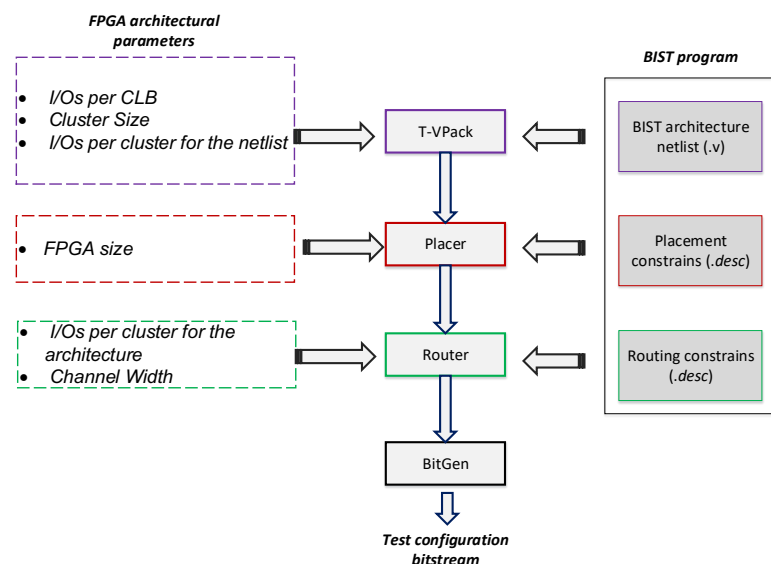 FPGA architectural
parameters
• I/Os per CLB
• Cluster Size
• I/Os per cluster for the netlist
• FPGA size
• I/Os per cluster for the
architecture
• Channel Width
T-VPack
Placer
Router
BitGen
Test configuration
bitstream
BIST program
BIST architecture
netlist (.v)
Placement
constrains (.desc)
Routing constrains
(.desc)